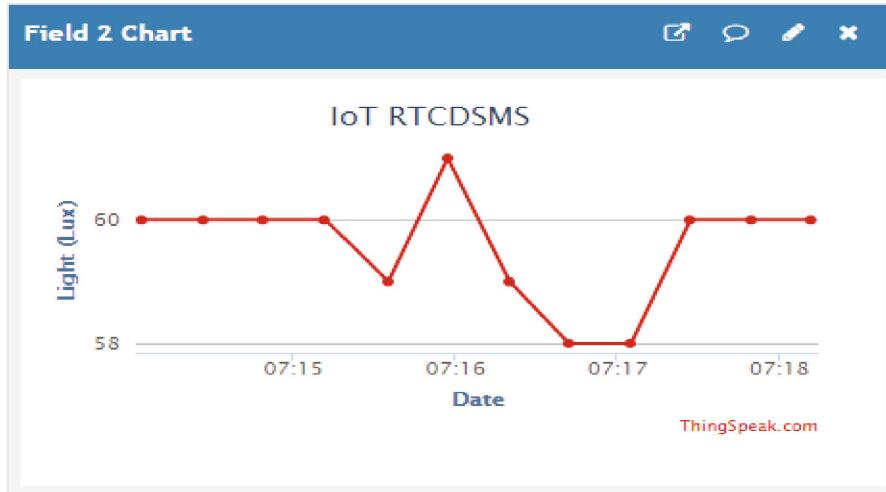 Field 2 Chart
IoT RTCDSMS
Light (Lux)
60
58
07:15 07:16 07:17 07:18
Date
ThingSpeak.com